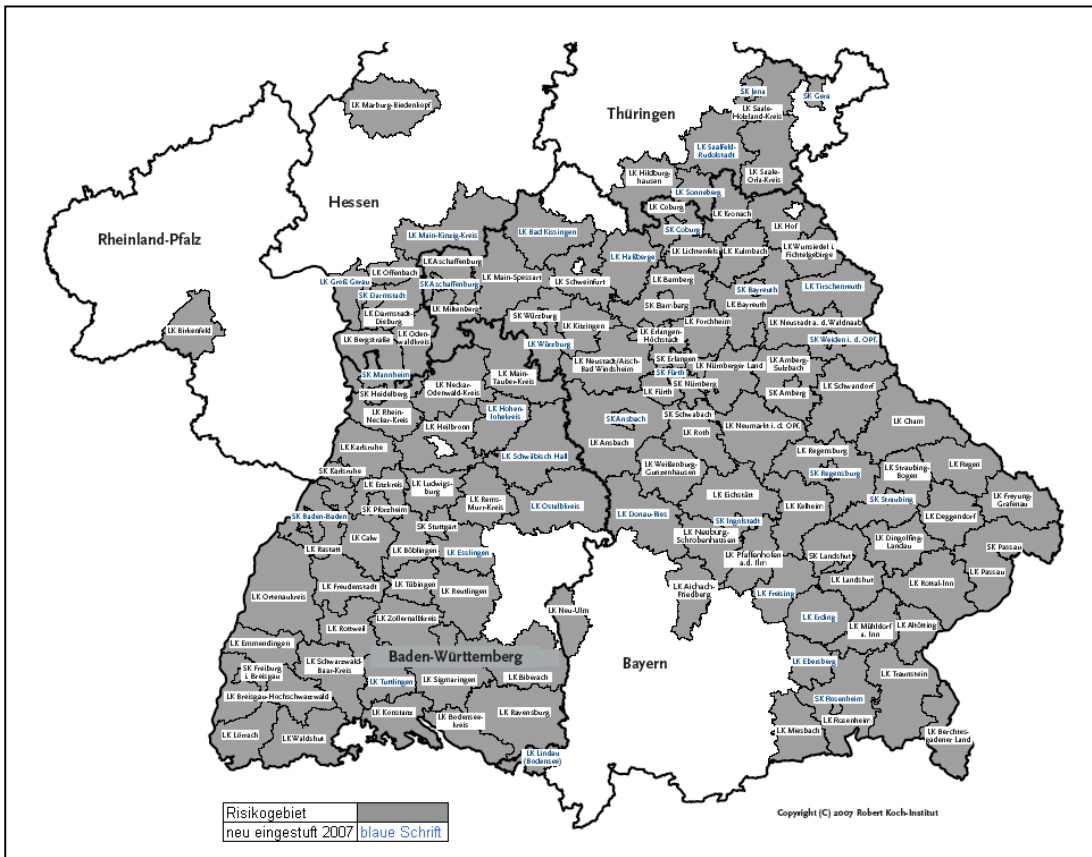 LK Marburg-Biedenkopf
Thüringen
SK Jena
SK Gera
LK Saale-
Holzland-Kreis
LK Saalfeld-
Rudolstadt
LK Hildburg-
hausen
LK Saale-
Orla-Kreis
LK Sonneberg
Hessen
LK Coburg
LK Kronach
Rheinland-Pfalz
LK Main-Kinzig-Kreis
LK Bad Kissingen
SK Coburg
LK Hof
LK Haßberge
LK Lichtenfels
LK Kulmbach
LK Wunsiedel i.
Fichtelgebirge
LK Offenbach
LK Aschaffenburg
LK Groß Gerau
SK Aschaffenburg
LK Main-Spessart
LK Schweinfurt
LK Bamberg
SK Bayreuth
LK Tirschenreuth
SK Darmstadt
SK Bamberg
LK Bayreuth
LK Darmstadt-
Dieburg
LK Miltenberg
SK Würzburg
LK Kitzingen
LK Forchheim
LK Neustadt a. d. Waldnaab
LK Birkenfeld
LK Bergstraße
LK Oden-
waldkreis
LK Würzburg
LK Erlangen-
Höchstadt
SK Weiden i. d. OPf.
LK Neustadt/Aisch-
Bad Windsheim
SK Erlangen
LK Nürnberger Land
LK Amberg-
Sulzbach
SK Mannheim
LK Main-
Tauber-Kreis
SK Fürth
SK Nürnberg
LK Fürth
SK Amberg
LK Schwandorf
SK Heidelberg
LK Neckar-
Odenwald-Kreis
LK Rhein-
Neckar-Kreis
LK Hohen-
lohekreis
SK Ansbach
SK Schwabach
LK Cham
LK Heilbronn
LK Roth
LK Neumarkt i. d. OPf.
LK Karlsruhe
LK Ansbach
LK Schwäbisch Hall
LK Regensburg
LK Weißenburg-
Gunzenhausen
LK Straubing-
Bogen
LK Regen
SK Karlsruhe
SK Regensburg
LK Enzkreis
LK Ludwigs-
burg
LK Rems-
Murr-Kreis
LK Eichstätt
SK Straubing
LK Freyung-
Grafenau
SK Pforzheim
LK Ostalbkreis
LK Donau-Ries
LK Kelheim
SK Baden-Baden
SK Ingolstadt
LK Deggendorf
SK Stuttgart
LK Neuburg-
Schrobenhausen
LK Dingolfing-
Landau
LK Calw
LK Rastatt
LK Böblingen
LK Esslingen
LK Pfaffenhofen
a.d. Ilm
SK Landshut
SK Passau
LK Passau
LK Freudenstadt
LK Tübingen
LK Reutlingen
LK Aichach-
Friedberg
LK Landshut
LK Rottal-Inn
LK Ortenaukreis
LK Freising
LK Neu-Ulm
LK Erding
LK Zollernalbkreis
LK Rottweil
LK Mühldorf
a. Inn
LK Altötting
LK Emmendingen
Baden-Württemberg
Bayern
SK Freiburg
i. Breisgau
LK Schwarzwald-
Baar-Kreis
LK Ebersberg
LK Traunstein
LK Tuttlingen
LK Sigmaringen
LK Biberach
LK Breisgau-Hochschwarzwald
SK Rosenheim
LK Konstanz
LK Bodensee-
kreis
LK Ravensburg
LK Rosenheim
LK Miesbach
LK Berchtes-
gadener Land
LK Lörrach
LK Waldshut
LK Lindau
(Bodensee)
Risikogebiet
neu eingestuft 2007 blaue Schrift
Copyright (C) 2007 Robert Koch-Institut